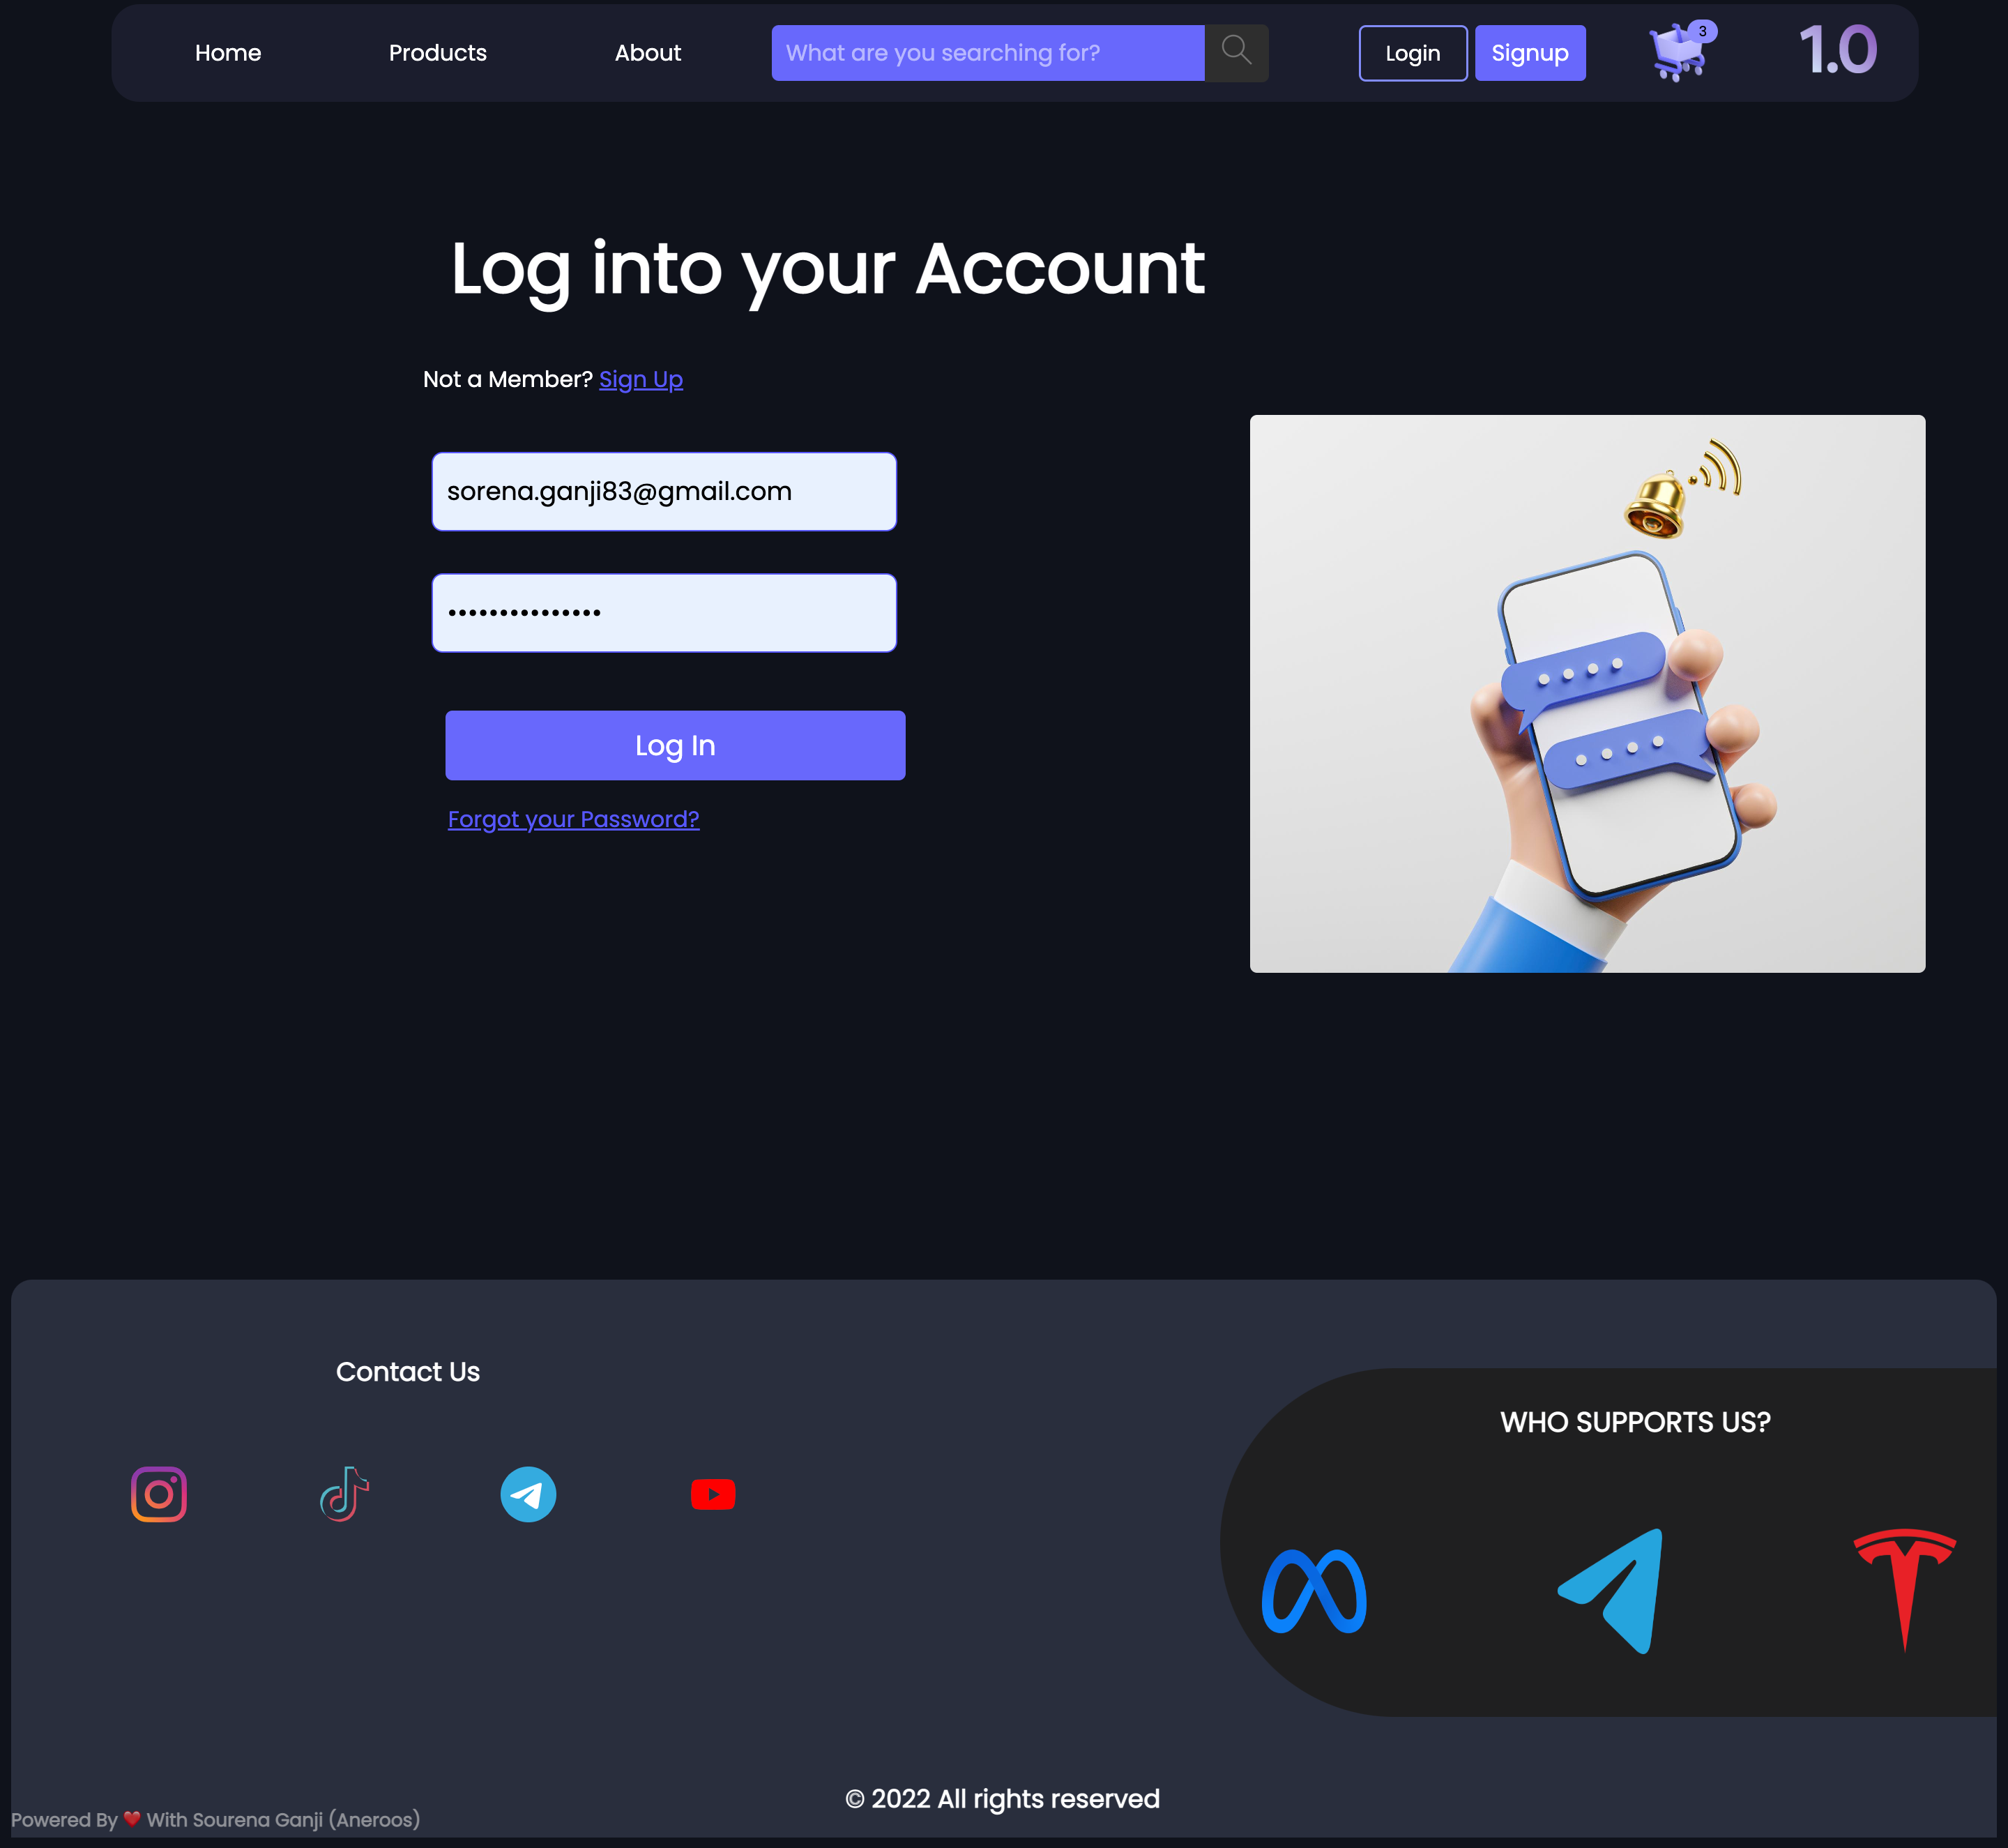 Home Products About What are you searching for? Login Signup 3 1.0
Log into your Account
Not a Member? Sign Up
sorena.ganji83@gmail.com
•••••••••••••••
Log In
Forgot your Password?
Contact Us
WHO SUPPORTS US?
© 2022 All rights reserved
Powered By ❤️ With Sourena Ganji (Aneroos)